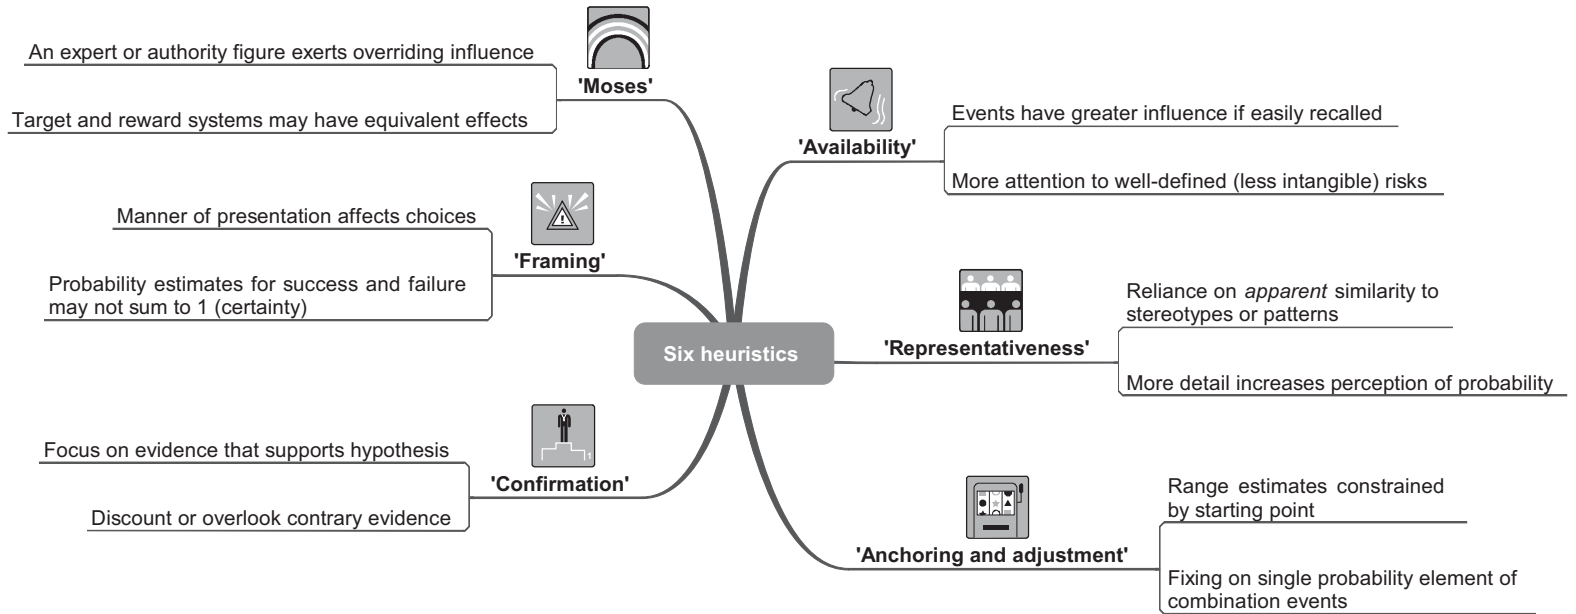 Six heuristics
'Moses'
An expert or authority figure exerts overriding influence
Target and reward systems may have equivalent effects
'Framing'
Manner of presentation affects choices
Probability estimates for success and failure
may not sum to 1 (certainty)
'Confirmation'
Focus on evidence that supports hypothesis
Discount or overlook contrary evidence
1
'Availability'
Events have greater influence if easily recalled
More attention to well-defined (less intangible) risks
'Representativeness'
Reliance on apparent similarity to
stereotypes or patterns
More detail increases perception of probability
'Anchoring and adjustment'
Range estimates constrained
by starting point
Fixing on single probability element of
combination events